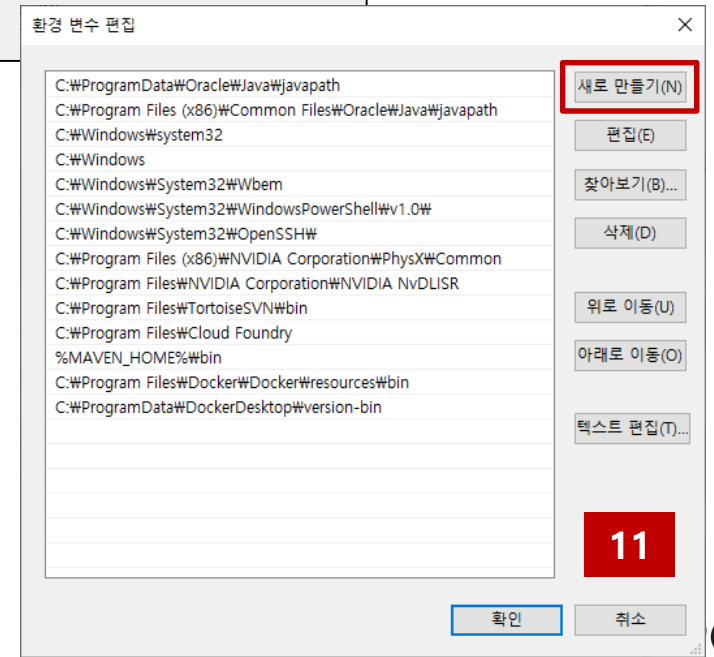 환경 변수 편집
C:₩ProgramData₩Oracle₩Java₩javapath
C:₩Program Files (x86)₩Common Files₩Oracle₩Java₩javapath
C:₩Windows₩system32
C:₩Windows
C:₩Windows₩System32₩Wbem
C:₩Windows₩System32₩WindowsPowerShell₩v1.0₩
C:₩Windows₩System32₩OpenSSH₩
C:₩Program Files (x86)₩NVIDIA Corporation₩PhysX₩Common
C:₩Program Files₩NVIDIA Corporation₩NVIDIA NvDLISR
C:₩Program Files₩TortoiseSVN₩bin
C:₩Program Files₩Cloud Foundry
%MAVEN_HOME%₩bin
C:₩Program Files₩Docker₩Docker₩resources₩bin
C:₩ProgramData₩DockerDesktop₩version-bin
새로 만들기(N)
편집(E)
찾아보기(B)...
삭제(D)
위로 이동(U)
아래로 이동(O)
텍스트 편집(T)...
11
확인
취소